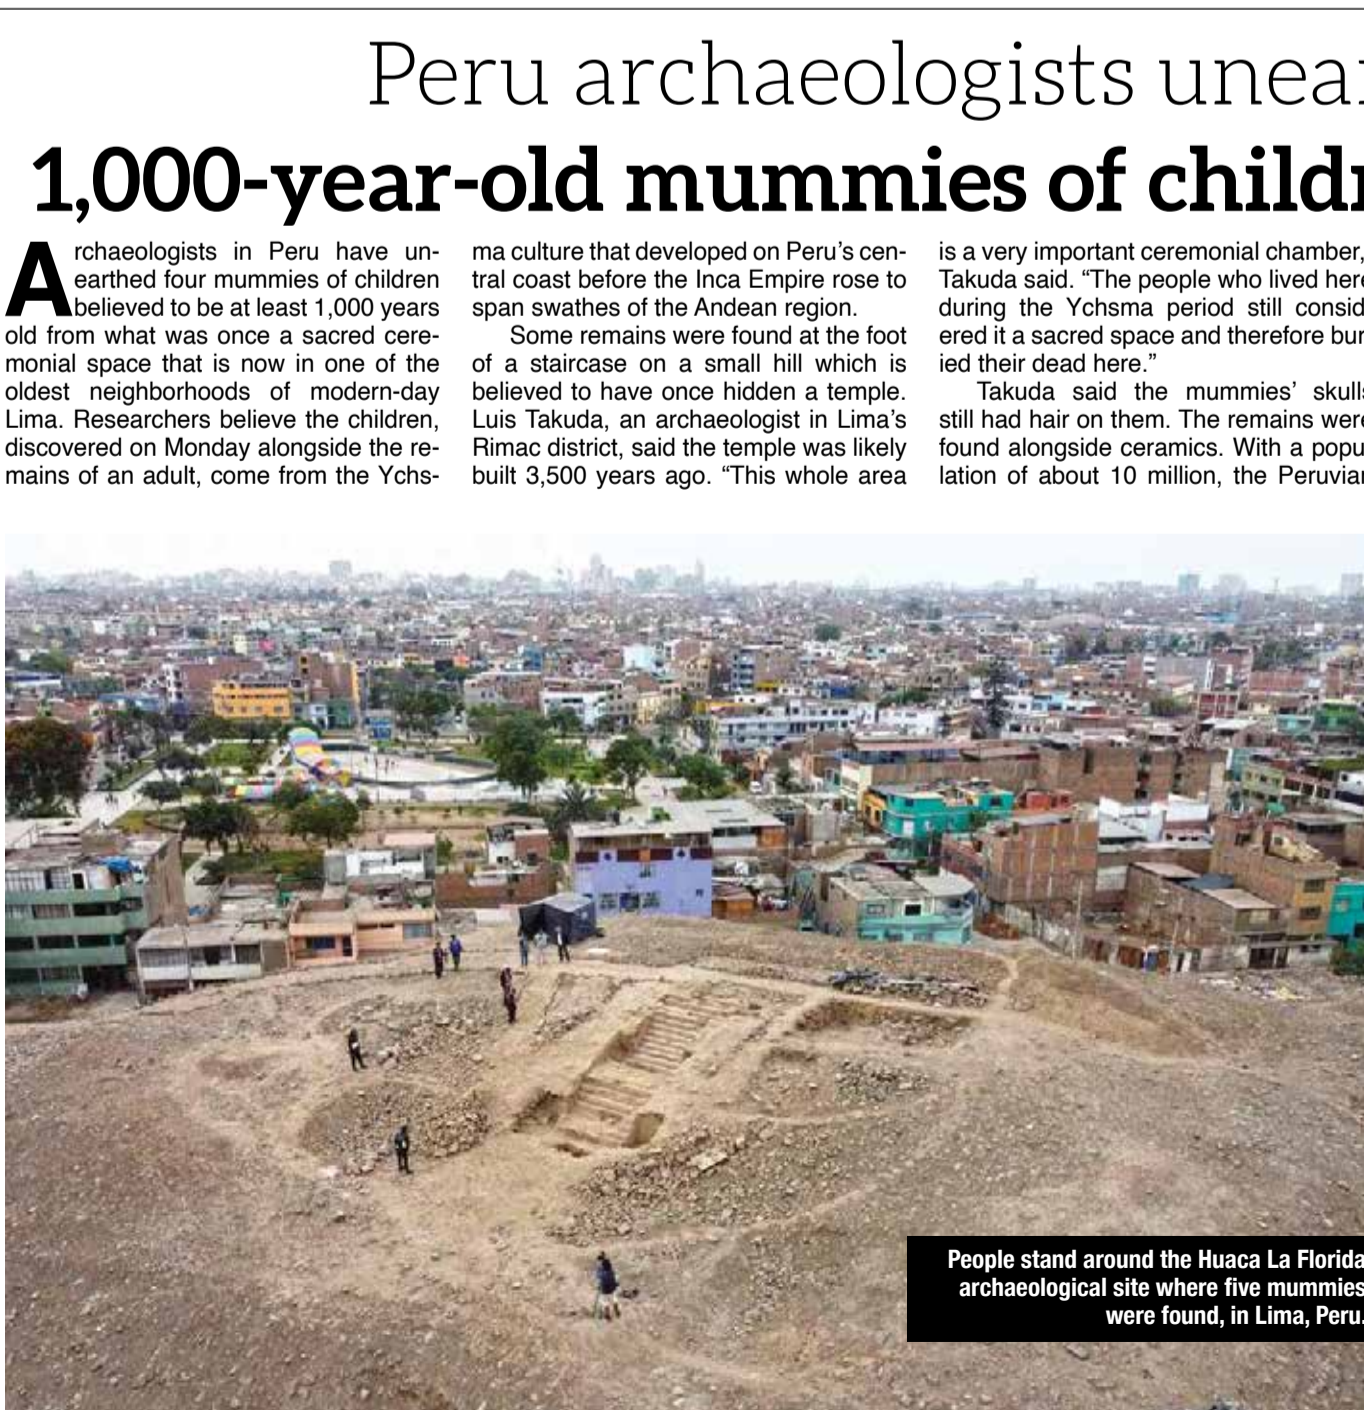 Peru archaeologists unear
1,000-year-old mummies of childr
Archaeologists in Peru have un-
earthed four mummies of children
believed to be at least 1,000 years
old from what was once a sacred cere-
monial space that is now in one of the
oldest neighborhoods of modern-day
Lima. Researchers believe the children,
discovered on Monday alongside the re-
mains of an adult, come from the Ychs-
ma culture that developed on Peru’s cen-
tral coast before the Inca Empire rose to
span swathes of the Andean region.
Some remains were found at the foot
of a staircase on a small hill which is
believed to have once hidden a temple.
Luis Takuda, an archaeologist in Lima’s
Rimac district, said the temple was likely
built 3,500 years ago. “This whole area
is a very important ceremonial chamber,
Takuda said. “The people who lived here
during the Ychsma period still consid
ered it a sacred space and therefore bur
ied their dead here.”
Takuda said the mummies’ skulls
still had hair on them. The remains were
found alongside ceramics. With a popu
lation of about 10 million, the Peruvian
People stand around the Huaca La Florida
archaeological site where five mummies
were found, in Lima, Peru.